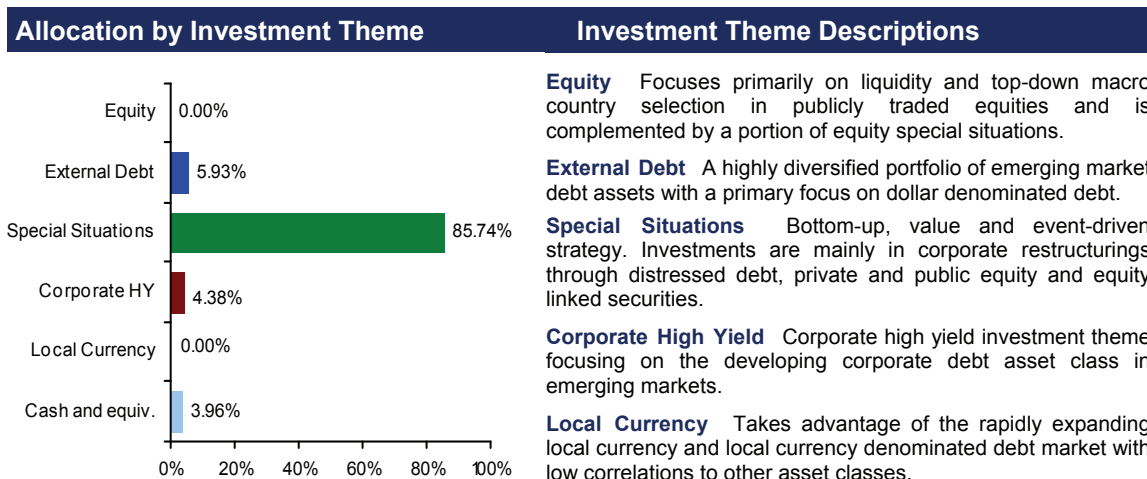 Allocation by Investment Theme
Equity 0.00%
External Debt 5.93%
Special Situations 85.74%
Corporate HY 4.38%
Local Currency 0.00%
Cash and equiv. 3.96%
0% 20% 40% 60% 80% 100%
Investment Theme Descriptions
Equity Focuses primarily on liquidity and top-down macro
country selection in publicly traded equities and is
complemented by a portion of equity special situations.
External Debt A highly diversified portfolio of emerging market
debt assets with a primary focus on dollar denominated debt.
Special Situations Bottom-up, value and event-driven
strategy. Investments are mainly in corporate restructurings
through distressed debt, private and public equity and equity
linked securities.
Corporate High Yield Corporate high yield investment theme
focusing on the developing corporate debt asset class in
emerging markets.
Local Currency Takes advantage of the rapidly expanding
local currency and local currency denominated debt market with
low correlations to other asset classes.